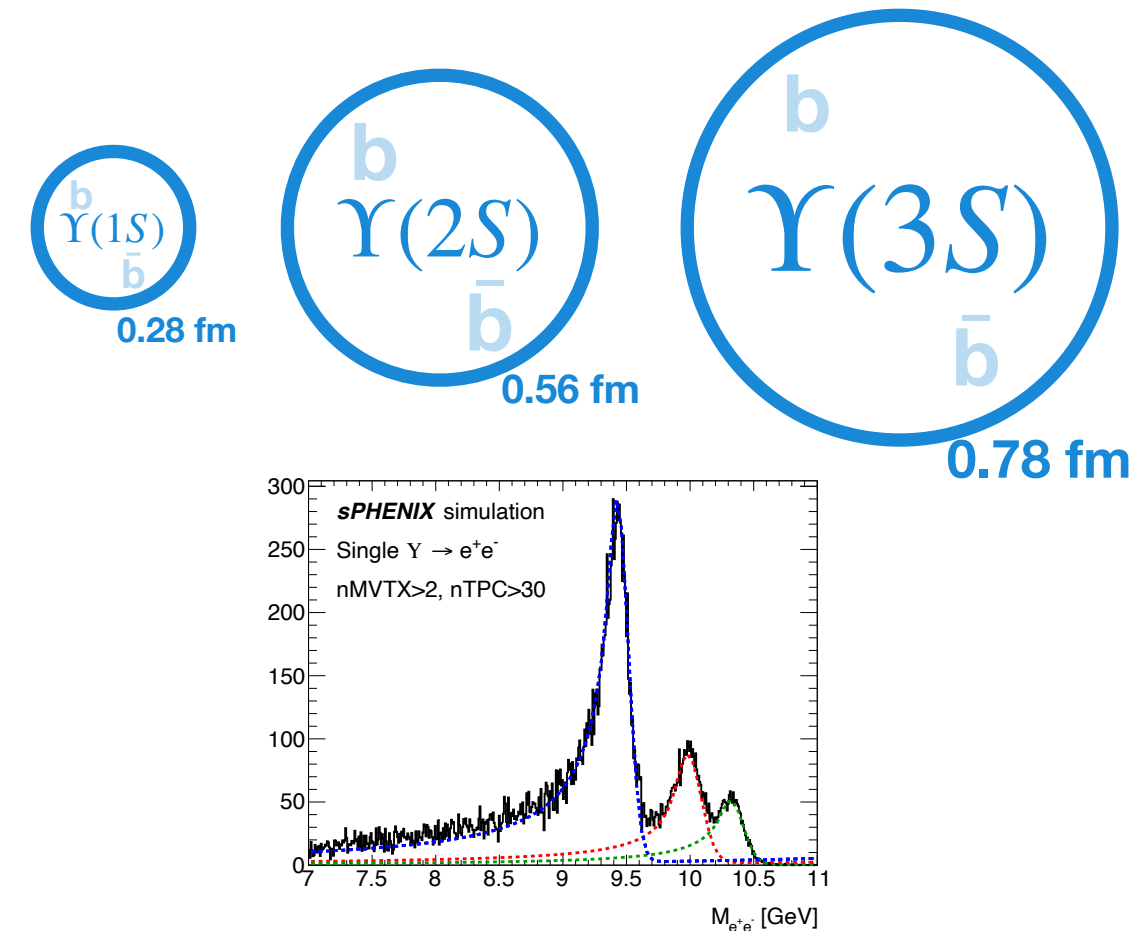 b
ϒ(1S)
b̄
0.28 fm
b
ϒ(2S)
b̄
0.56 fm
b
ϒ(3S)
b̄
0.78 fm
sPHENIX simulation
Single ϒ → e⁺e⁻
nMVTX>2, nTPC>30
300
250
200
150
100
50
0
7 7.5 8 8.5 9 9.5 10 10.5 11
M_e⁺e⁻ [GeV]